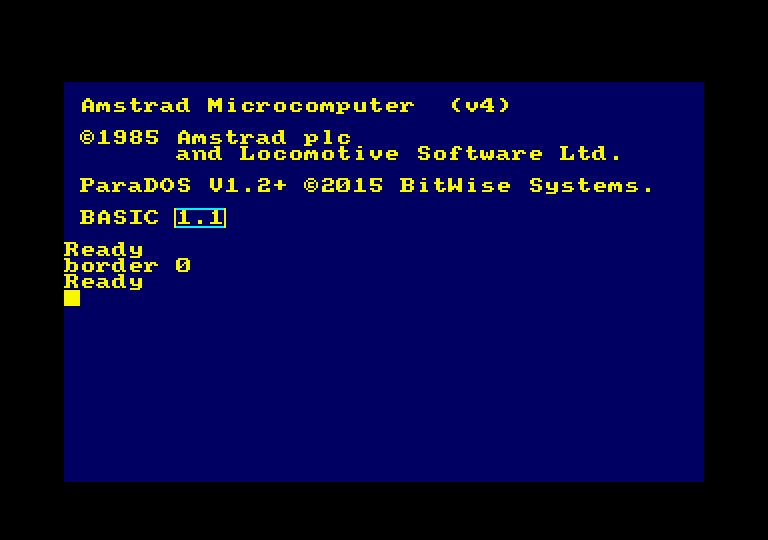 Amstrad Microcomputer (v4)
©1985 Amstrad plc
and Locomotive Software Ltd.
ParaDOS V1.2+ ©2015 BitWise Systems.
BASIC 1.1
Ready
border 0
Ready